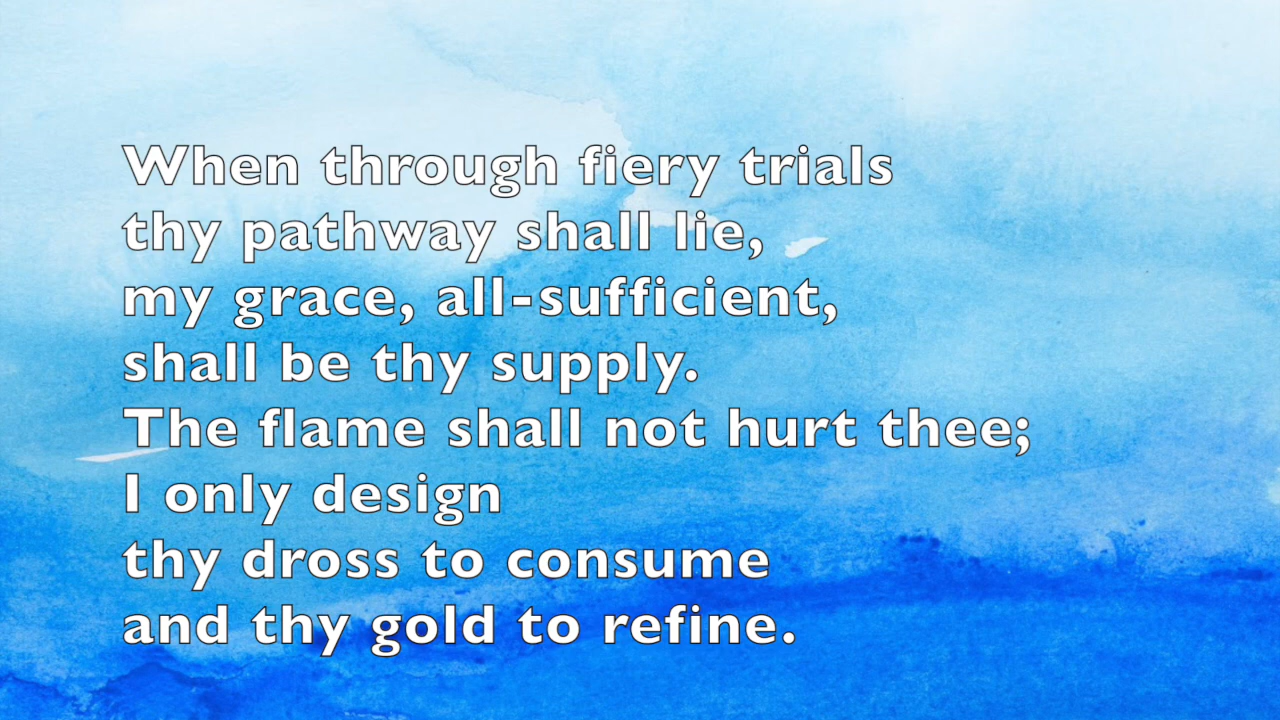 When through fiery trials
thy pathway shall lie,
my grace, all-sufficient,
shall be thy supply.
The flame shall not hurt thee;
I only design
thy dross to consume
and thy gold to refine.